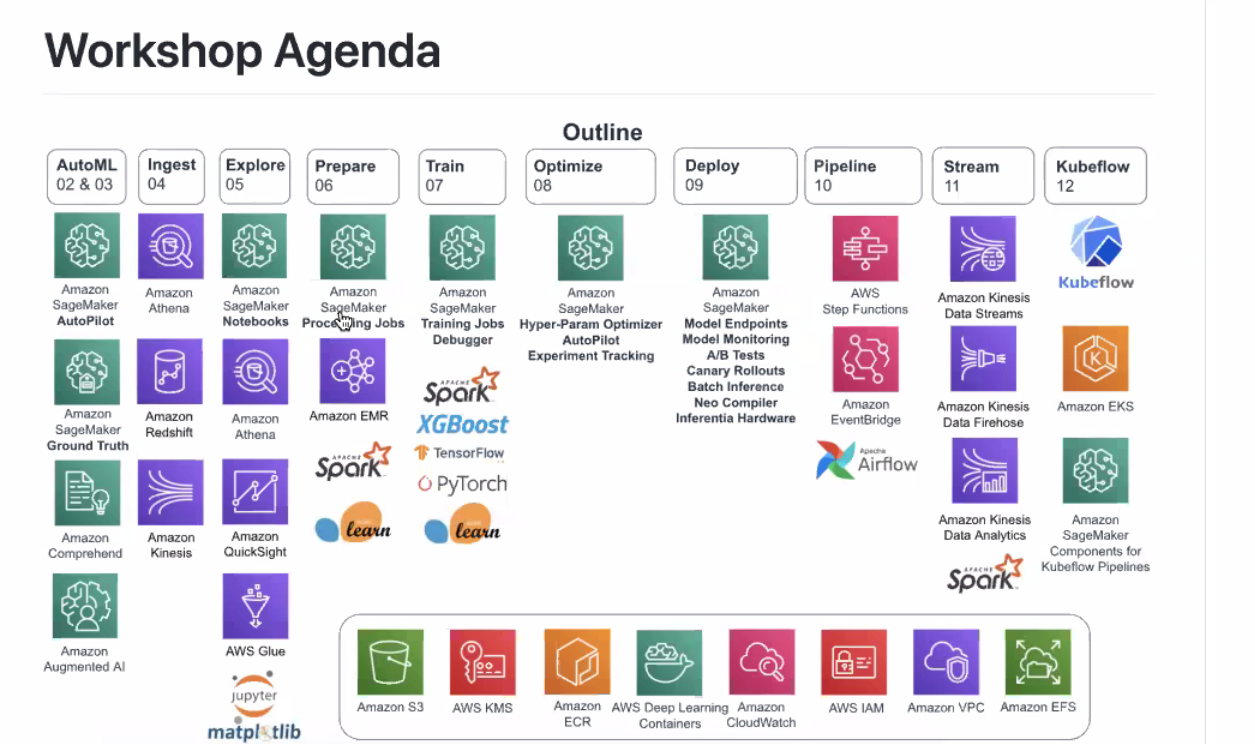 Workshop Agenda
Outline
AutoML
02 & 03
Ingest
04
Explore
05
Prepare
06
Train
07
Optimize
08
Deploy
09
Pipeline
10
Stream
11
Kubeflow
12
Amazon
SageMaker
AutoPilot
Amazon
SageMaker
Ground Truth
Amazon
Comprehend
Amazon
Augmented AI
Amazon
Athena
Amazon
Redshift
Amazon
Kinesis
Amazon
SageMaker
Notebooks
Amazon
Athena
Amazon
QuickSight
AWS Glue
jupyter
matplotlib
Amazon
SageMaker
Processing Jobs
Amazon EMR
APACHE
Spark
learn
Amazon
SageMaker
Training Jobs
Debugger
APACHE
Spark
XGBoost
TensorFlow
PyTorch
learn
Amazon
SageMaker
Hyper-Param Optimizer
AutoPilot
Experiment Tracking
Amazon
SageMaker
Model Endpoints
Model Monitoring
A/B Tests
Canary Rollouts
Batch Inference
Neo Compiler
Inferentia Hardware
AWS
Step Functions
Amazon
EventBridge
Apache
Airflow
Amazon Kinesis
Data Streams
Amazon Kinesis
Data Firehose
Amazon Kinesis
Data Analytics
APACHE
Spark
Kubeflow
K
Amazon EKS
Amazon
SageMaker
Components for
Kubeflow Pipelines
Amazon S3
AWS KMS
Amazon
ECR
AWS Deep Learning
Containers
Amazon
CloudWatch
AWS IAM
Amazon VPC
Amazon EFS